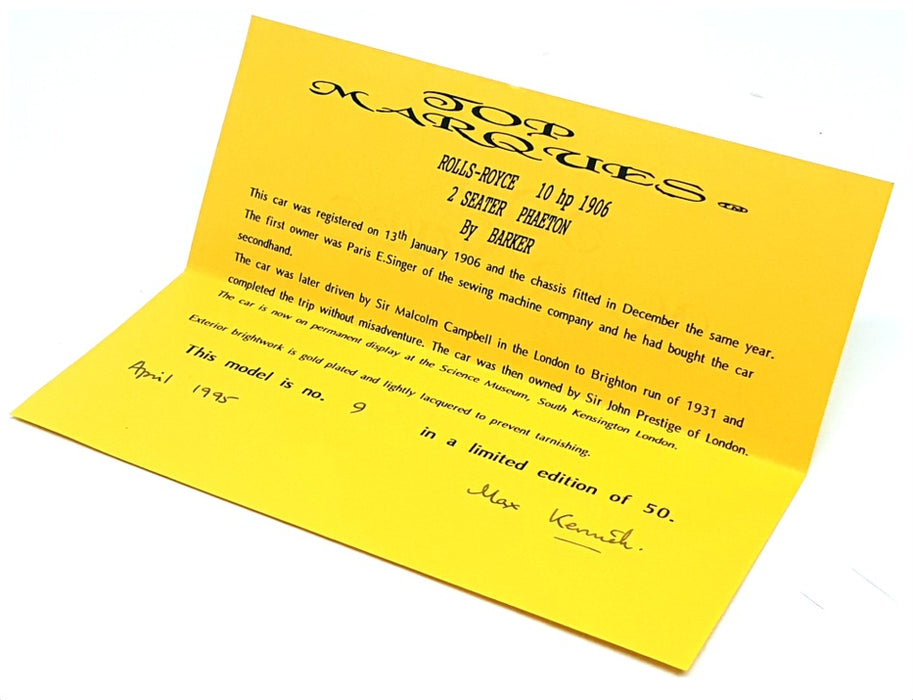 TOP
MARQUES
ROLLS-ROYCE 10 hp 1906
2 SEATER PHAETON
By BARKER
This car was registered on 13th January 1906 and the chassis fitted in December the same year.
The first owner was Paris E.Singer of the sewing machine company and he had bought the car
secondhand.
The car was later driven by Sir Malcolm Campbell in the London to Brighton run of 1931 and
completed the trip without misadventure. The car was then owned by Sir John Prestige of London.
The car is now on permanent display at the Science Museum, South Kensington London.
Exterior brightwork is gold plated and lightly lacquered to prevent tarnishing.
This model is no. 9 in a limited edition of 50.
April 1995
Max